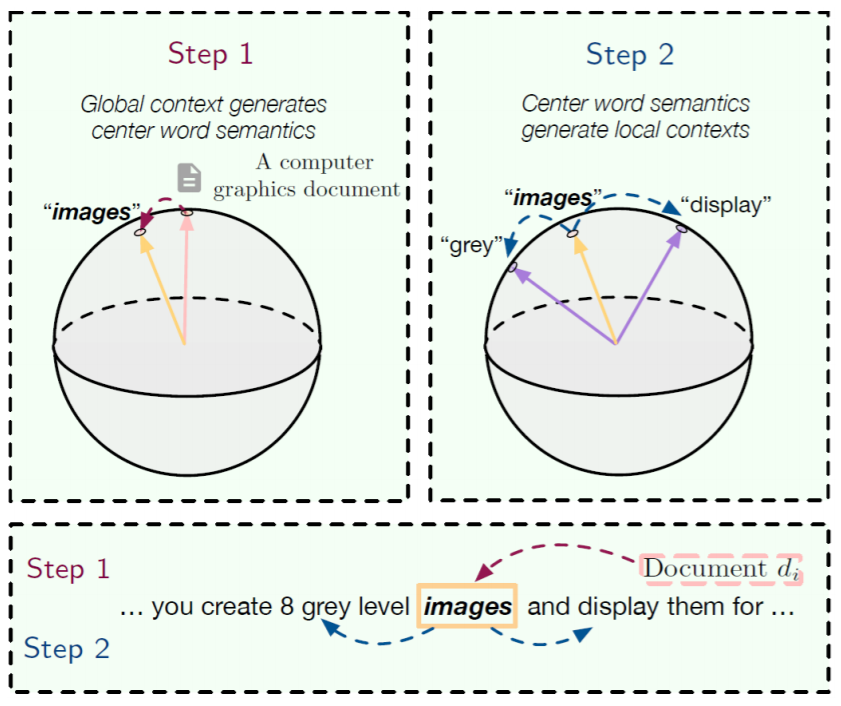 Step 1
Global context generates
center word semantics
A computer
graphics document
“images”
Step 2
Center word semantics
generate local contexts
“images”
“display”
“grey”
Step 1
Document dᵢ
... you create 8 grey level images and display them for ...
Step 2